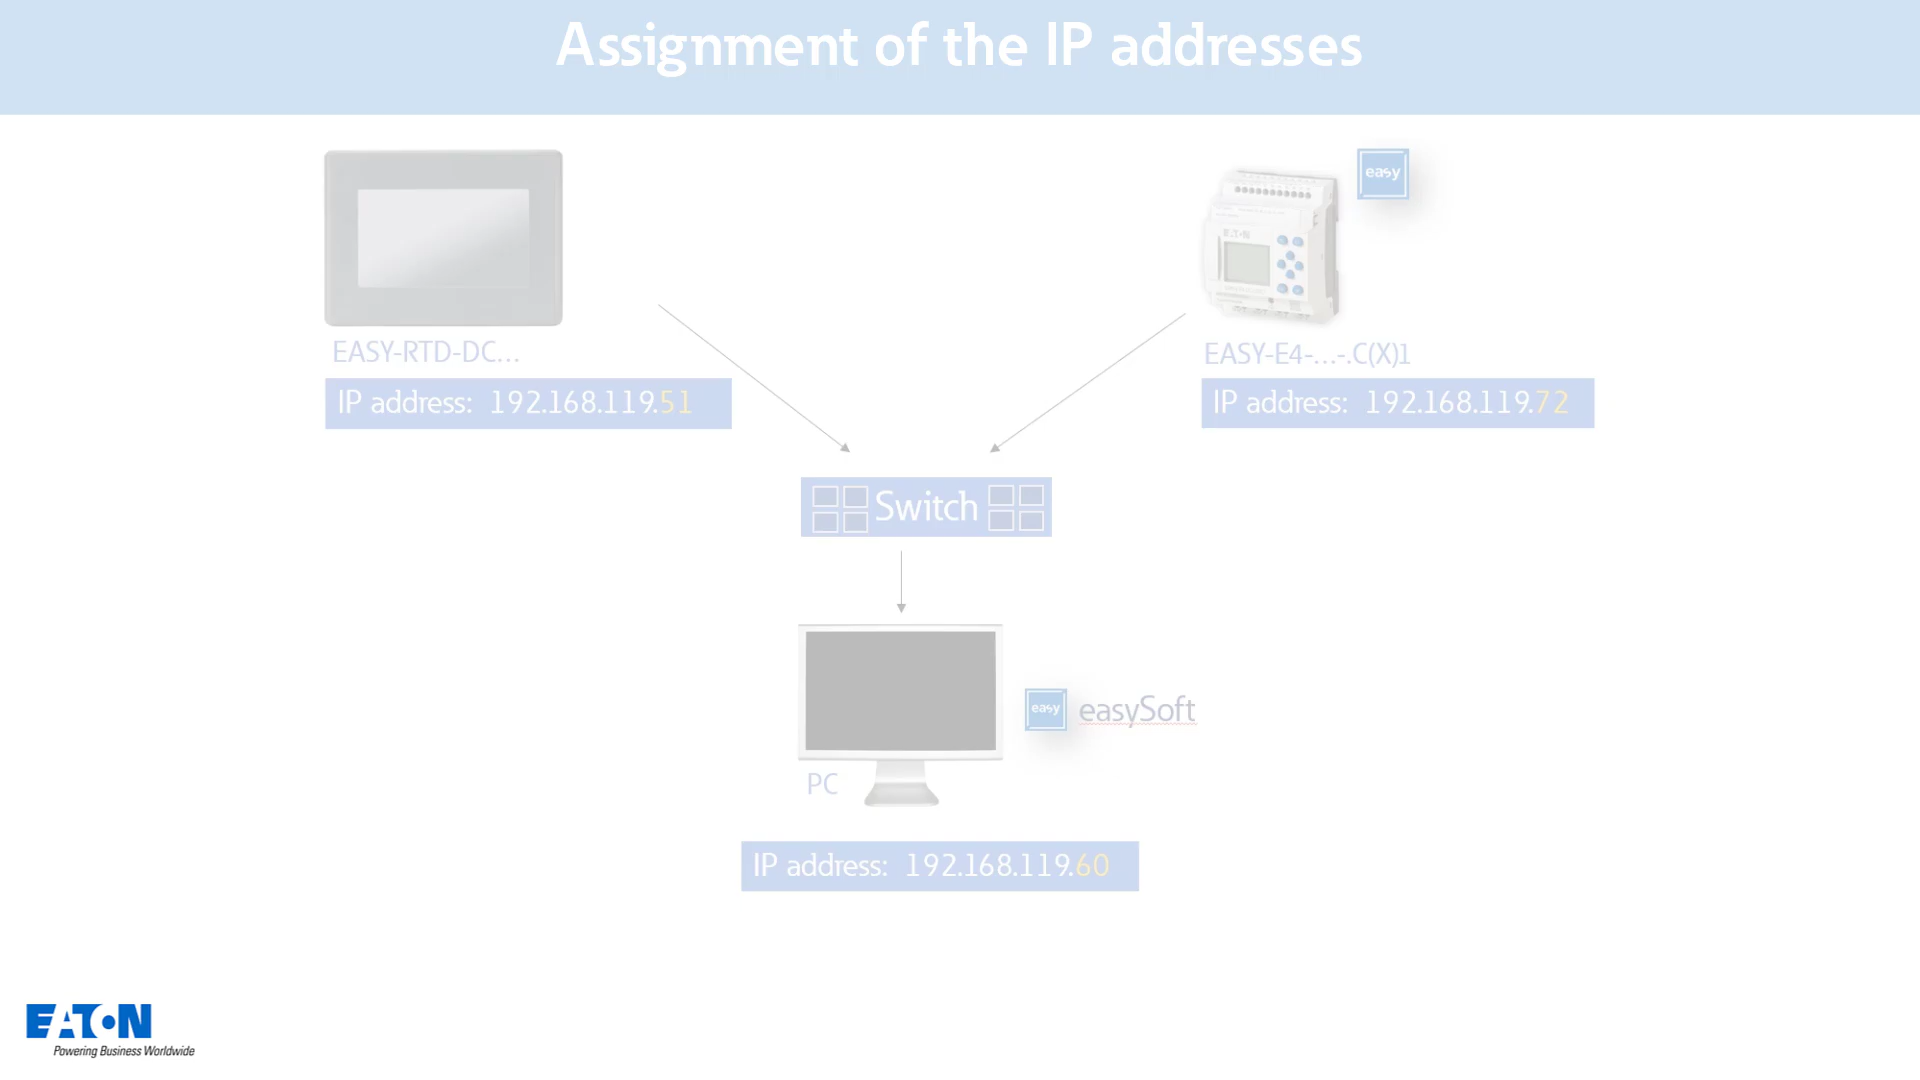 Assignment of the IP addresses
easy
EATON
EASY-RTD-DC...
EASY-E4-...-.C(X)1
IP address: 192.168.119.51
IP address: 192.168.119.72
Switch
easy easySoft
PC
IP address: 192.168.119.60
EATON
Powering Business Worldwide